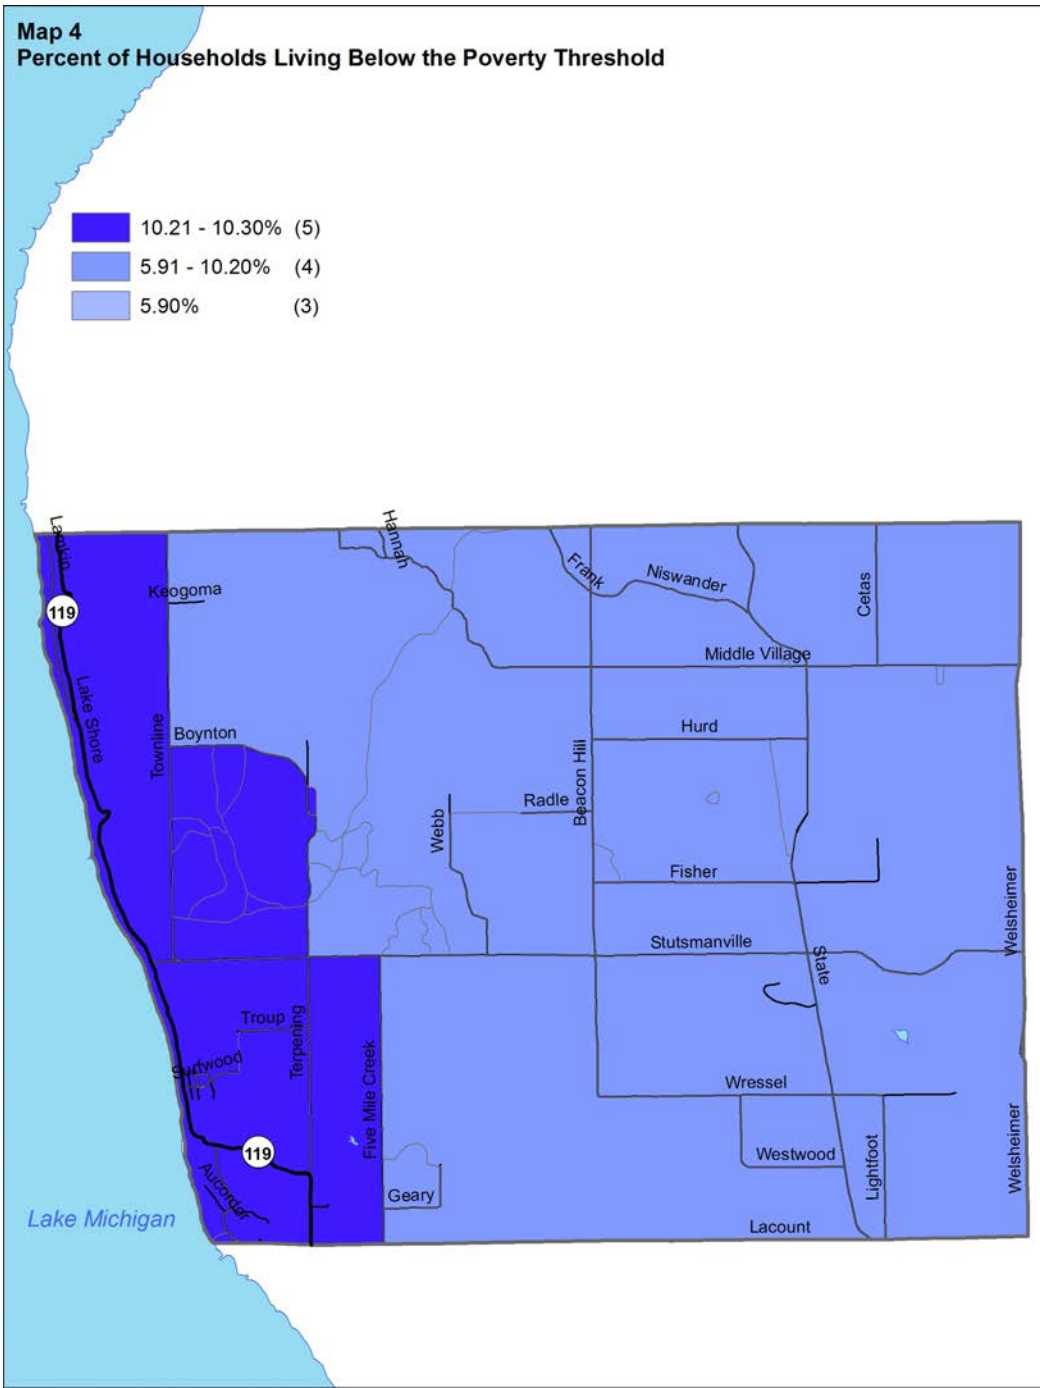 Map 4
Percent of Households Living Below the Poverty Threshold
10.21 - 10.30% (5)
5.91 - 10.20% (4)
5.90% (3)
Lamkin
Hannah
Frank
Niswander
Cetas
Keogoma
119
Middle Village
Lake Shore
Townline
Boynton
Hurd
Beacon Hill
Radle
Webb
Fisher
Welsheimer
Stutsmanville
State
Troup
Terpening
Surfwood
Five Mile Creek
Wressel
119
Westwood
Lightfoot
Welsheimer
Aucordor
Geary
Lake Michigan
Lacount